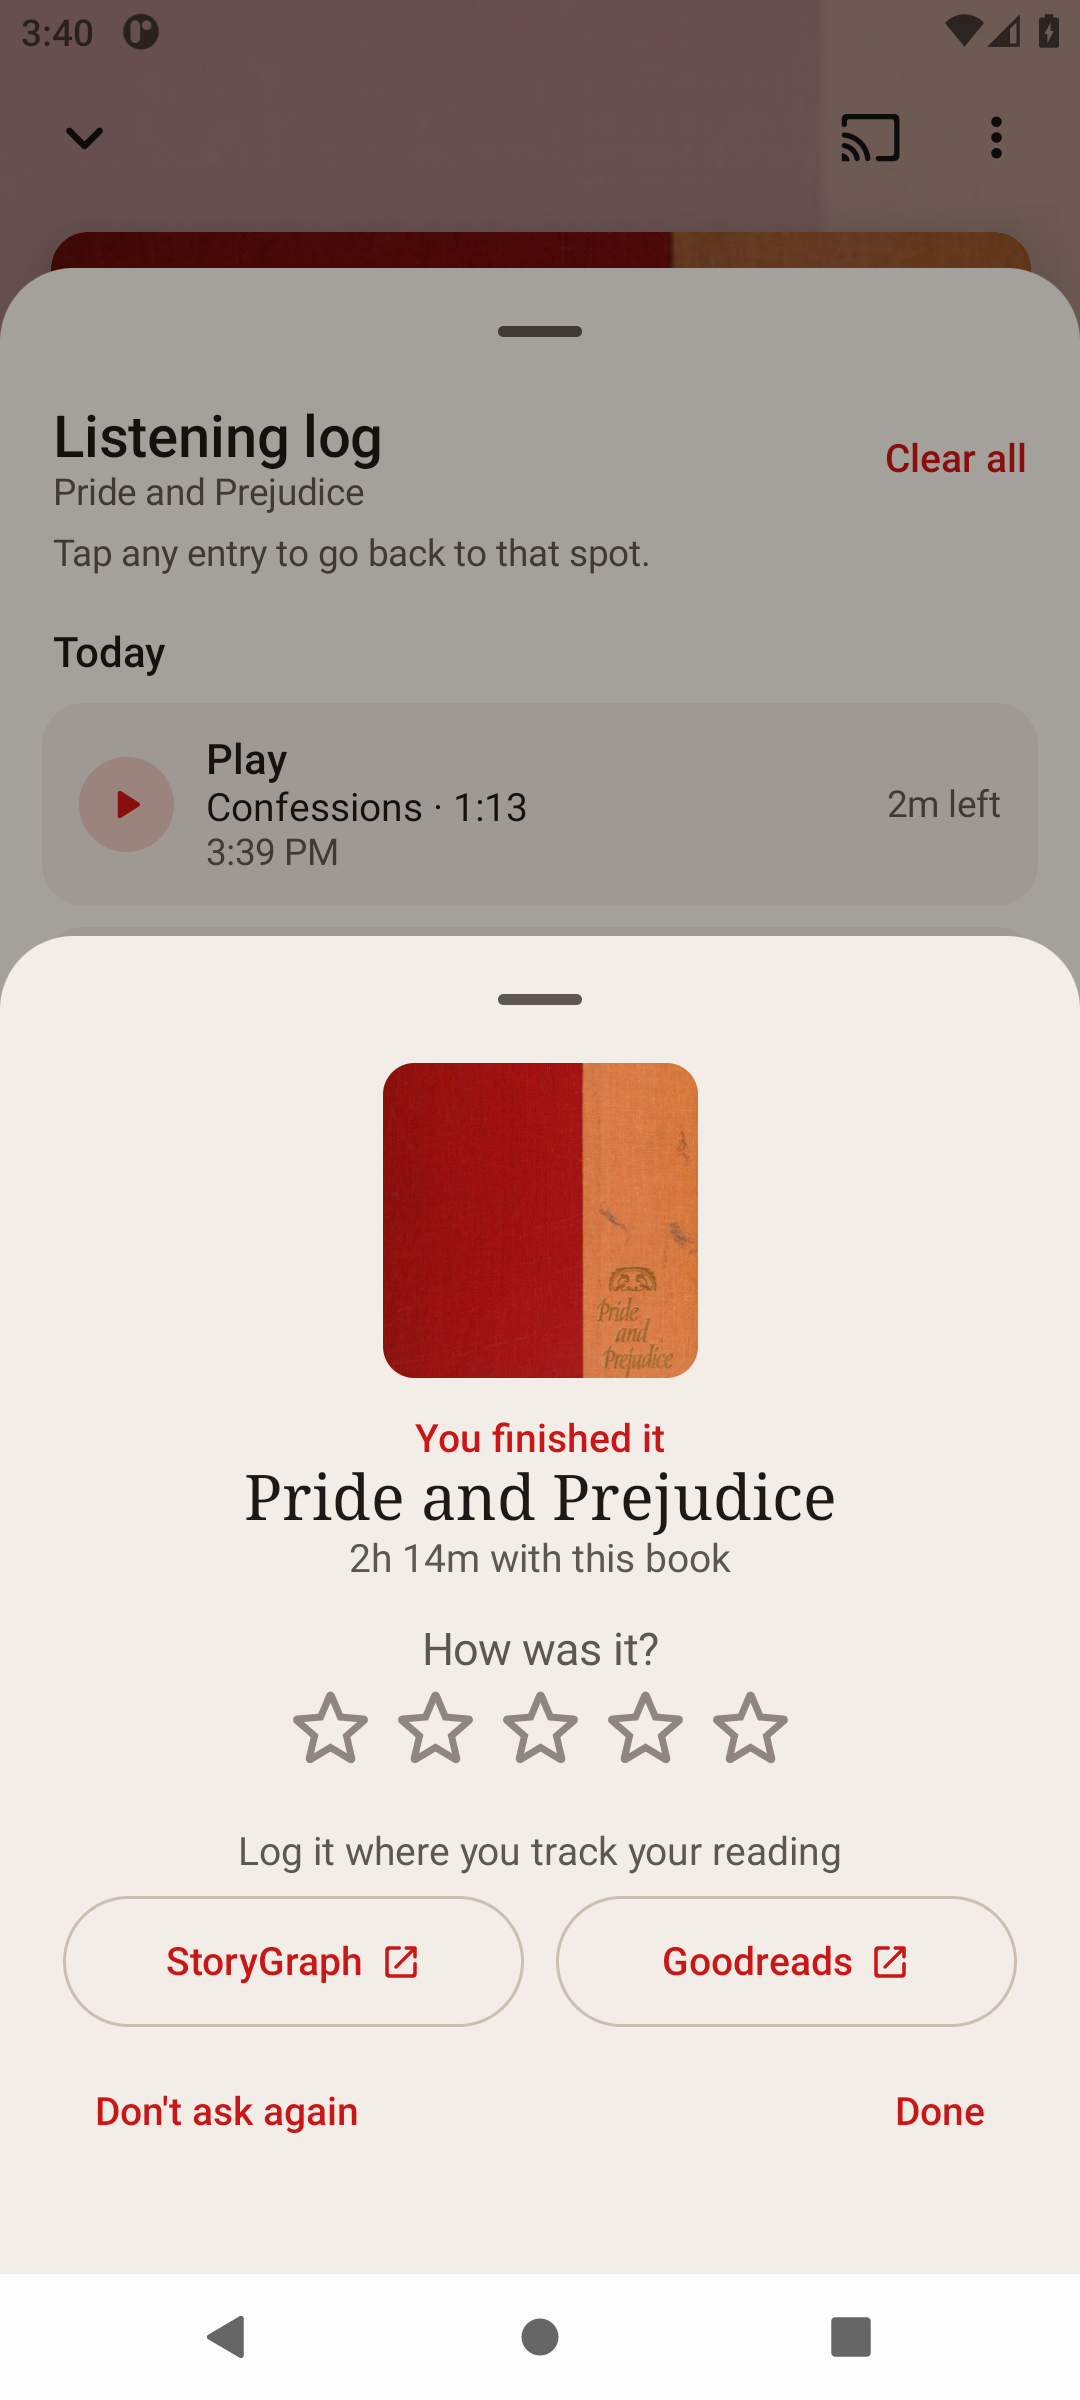 3:40
Listening log
Clear all
Pride and Prejudice
Tap any entry to go back to that spot.
Today
Play
Confessions · 1:13
2m left
3:39 PM
Pride
and
Prejudice
You finished it
Pride and Prejudice
2h 14m with this book
How was it?
Log it where you track your reading
StoryGraph
Goodreads
Don't ask again
Done